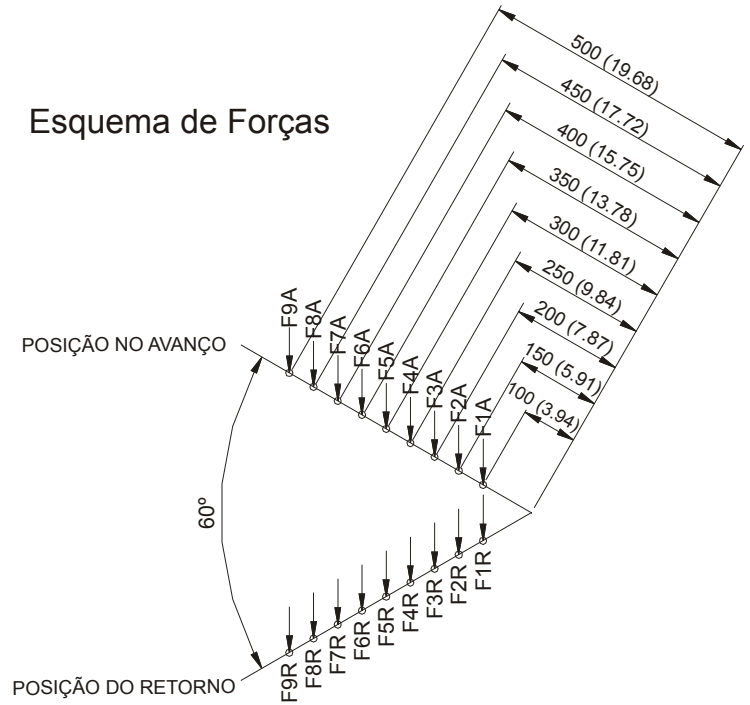 Esquema de Forças
500 (19.68)
450 (17.72)
400 (15.75)
350 (13.78)
300 (11.81)
250 (9.84)
200 (7.87)
150 (5.91)
100 (3.94)
POSIÇÃO NO AVANÇO
F9A
F8A
F7A
F6A
F5A
F4A
F3A
F2A
F1A
60º
F9R
F8R
F7R
F6R
F5R
F4R
F3R
F2R
F1R
POSIÇÃO DO RETORNO